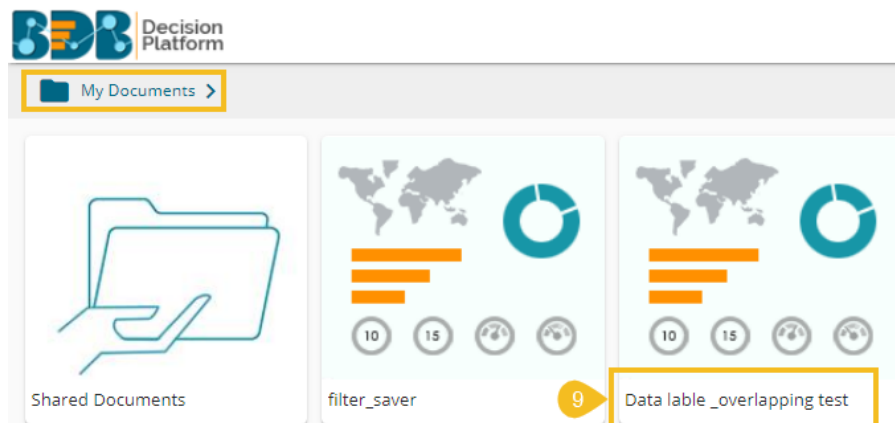 BDB Decision
Platform
My Documents
10 15
10 15
Shared Documents
filter_saver
9
Data lable _overlapping test